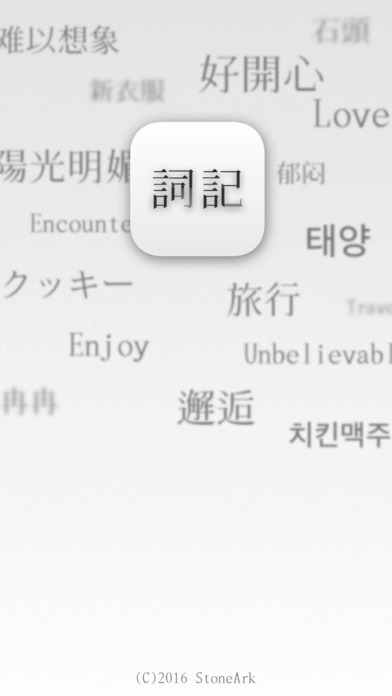 难以想象
石頭
好開心
新衣服
Love
陽光明媚
郁闷
詞記
Encounte
태양
クッキー
旅行
Trave
Enjoy
Unbelievabl
冉冉
邂逅
치킨맥주
(C)2016 StoneArk